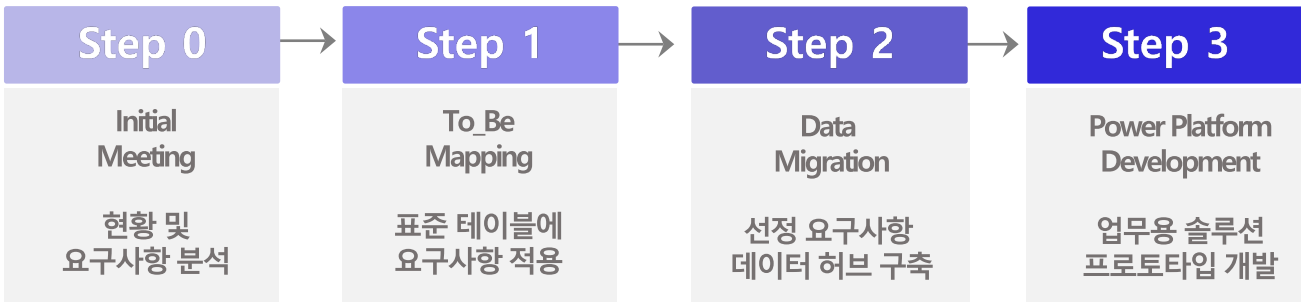 Step 0
Initial
Meeting
현황 및
요구사항 분석
Step 1
To_Be
Mapping
표준 테이블에
요구사항 적용
Step 2
Data
Migration
선정 요구사항
데이터 허브 구축
Step 3
Power Platform
Development
업무용 솔루션
프로토타입 개발